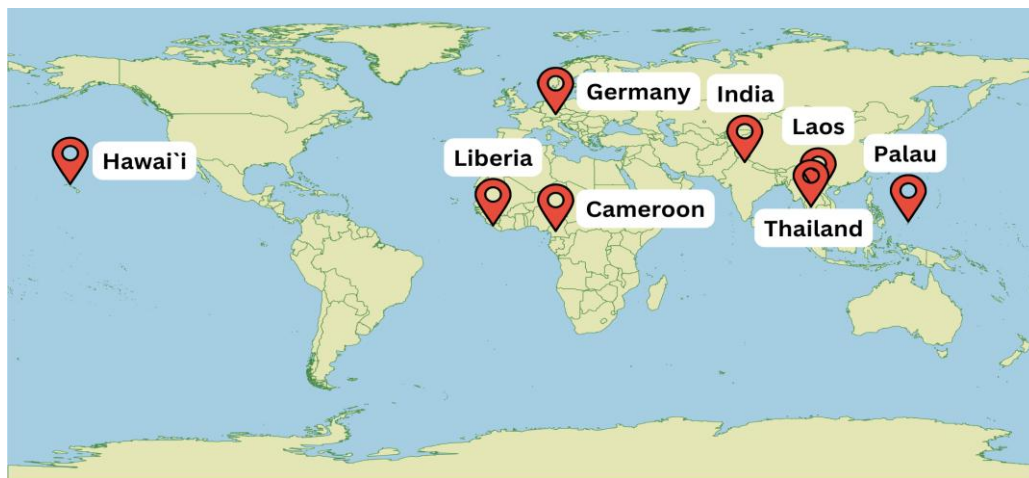 Germany
India
Laos
Hawai`i
Liberia
Palau
Cameroon
Thailand